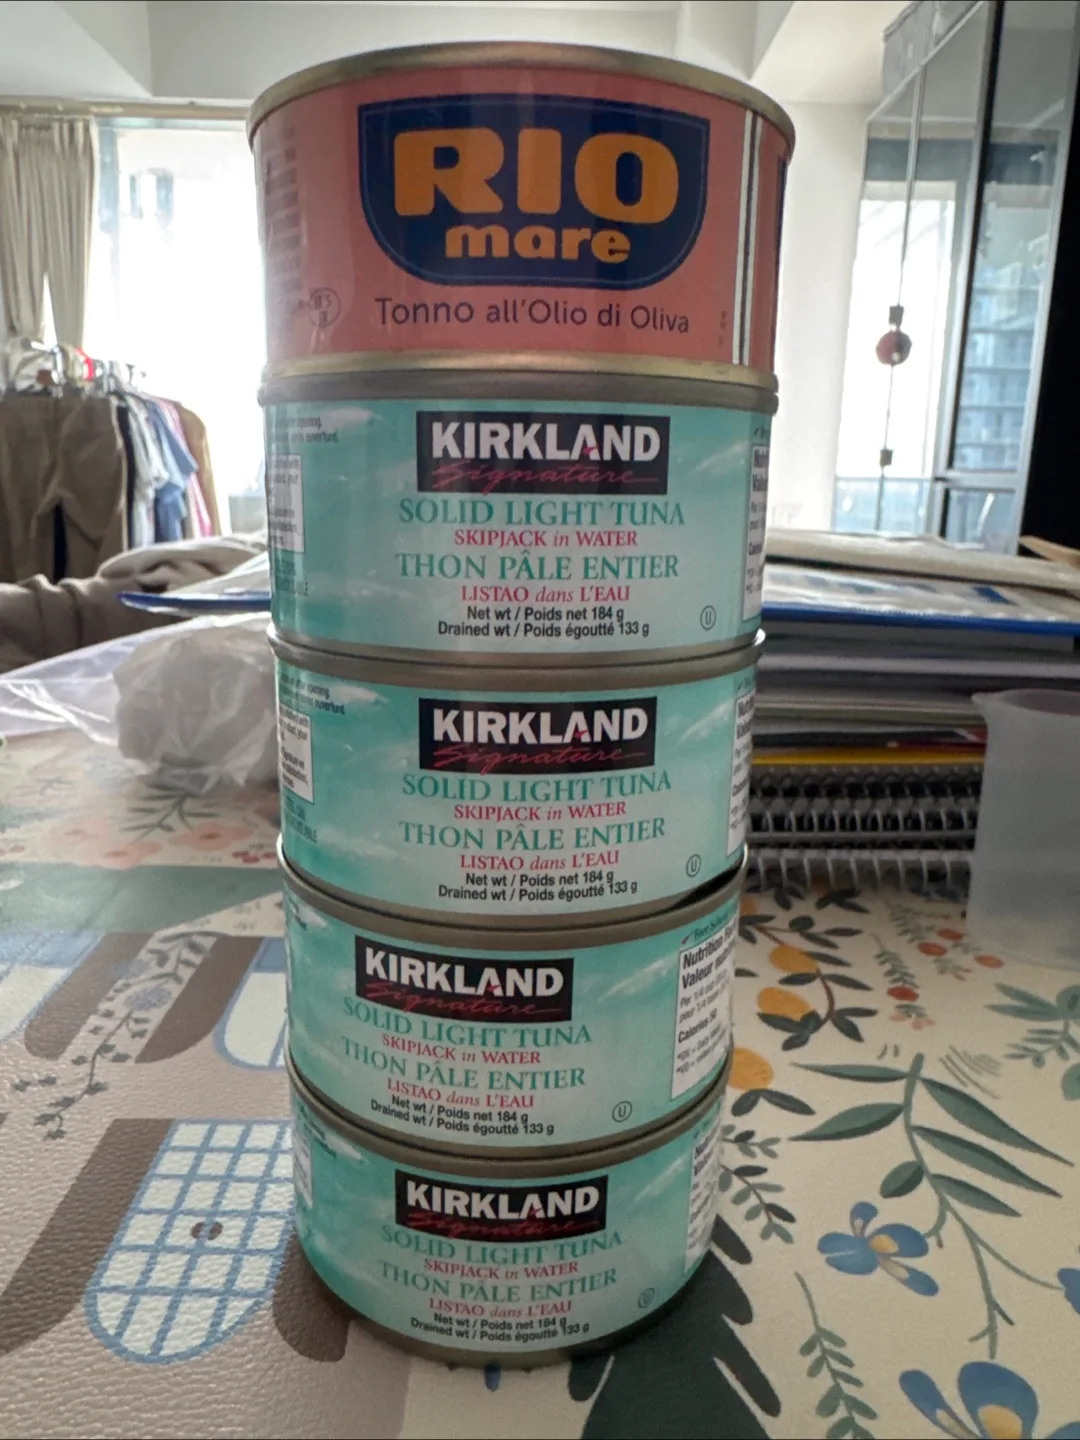 RIO
mare
Tonno all'Olio di Oliva
KIRKLAND
Signature
SOLID LIGHT TUNA
SKIPJACK in WATER
THON PÂLE ENTIER
LISTAO dans L'EAU
Net wt / Poids net 184 g
Drained wt / Poids égoutté 133 g
U
KIRKLAND
Signature
SOLID LIGHT TUNA
SKIPJACK in WATER
THON PÂLE ENTIER
LISTAO dans L'EAU
Net wt / Poids net 184 g
Drained wt / Poids égoutté 133 g
U
KIRKLAND
Signature
SOLID LIGHT TUNA
SKIPJACK in WATER
THON PÂLE ENTIER
LISTAO dans L'EAU
Net wt / Poids net 184 g
Drained wt / Poids égoutté 133 g
U
Nutrition
Valeur
Calories
KIRKLAND
Signature
SOLID LIGHT TUNA
SKIPJACK in WATER
THON PÂLE ENTIER
LISTAO dans L'EAU
Net wt / Poids net 184 g
Drained wt / Poids égoutté 133 g
U